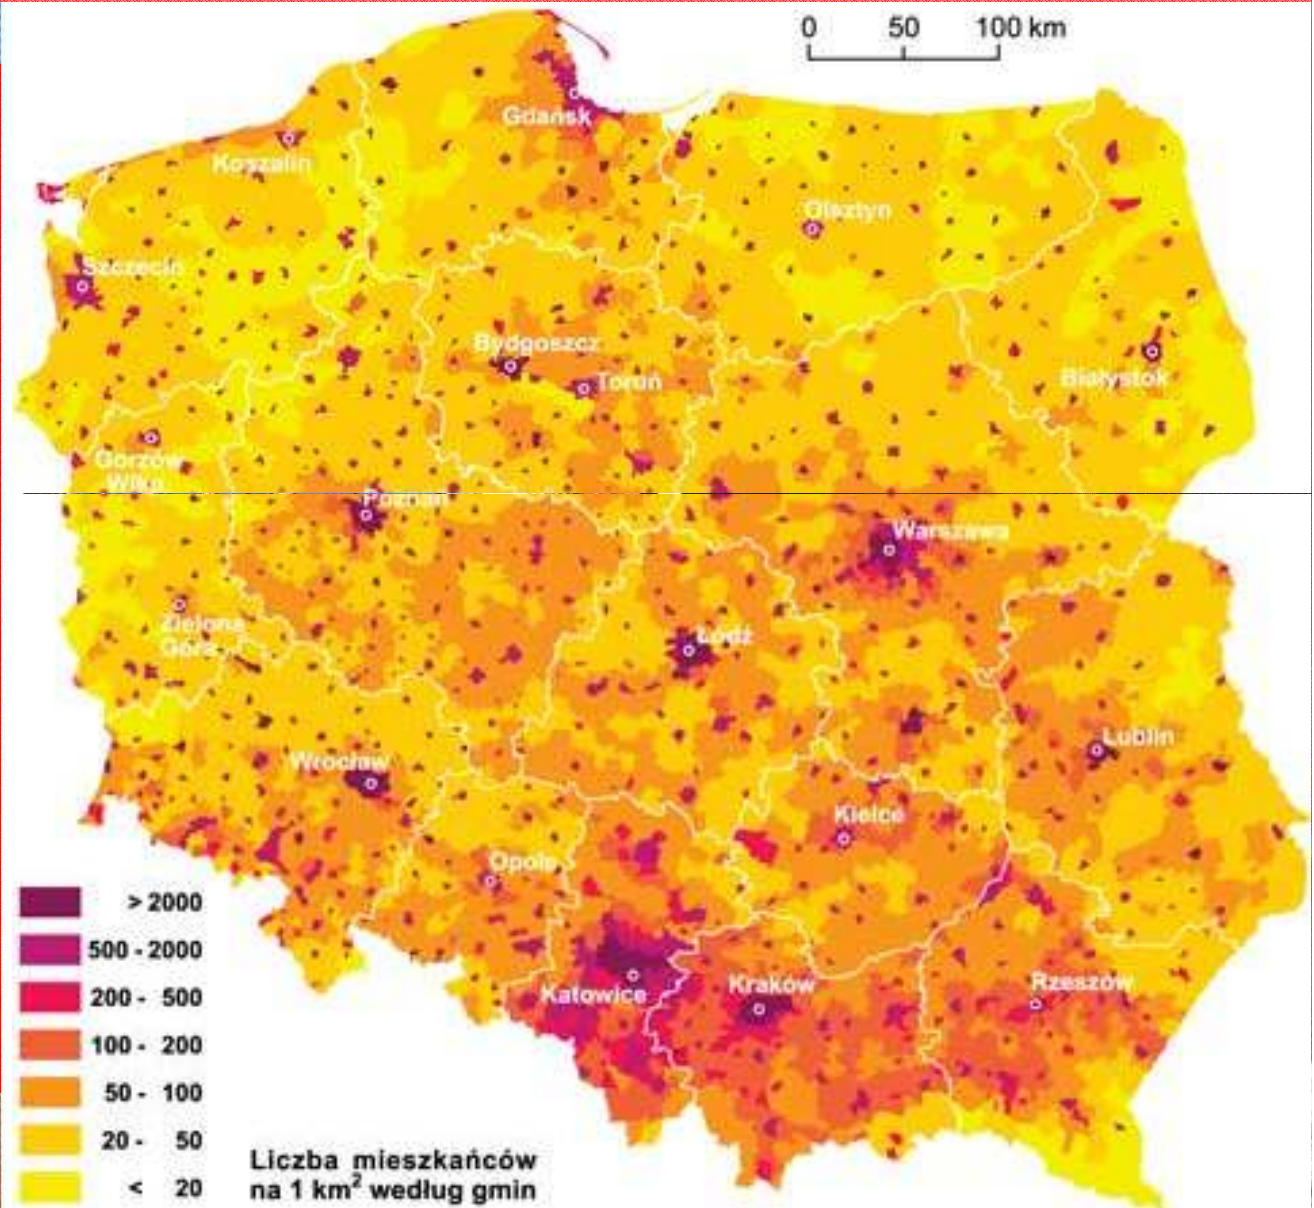 0 50 100 km
Gdańsk
Koszalin
Olsztyn
Szczecin
Bydgoszcz
Toruń
Białystok
Gorzów
Wlkp.
Poznań
Warszawa
Zielona
Góra
Łódź
Lublin
Wrocław
Kielce
Opole
Katowice
Kraków
Rzeszów
> 2000
500 - 2000
200 - 500
100 - 200
50 - 100
20 - 50
< 20
Liczba mieszkańców
na 1 km² według gmin